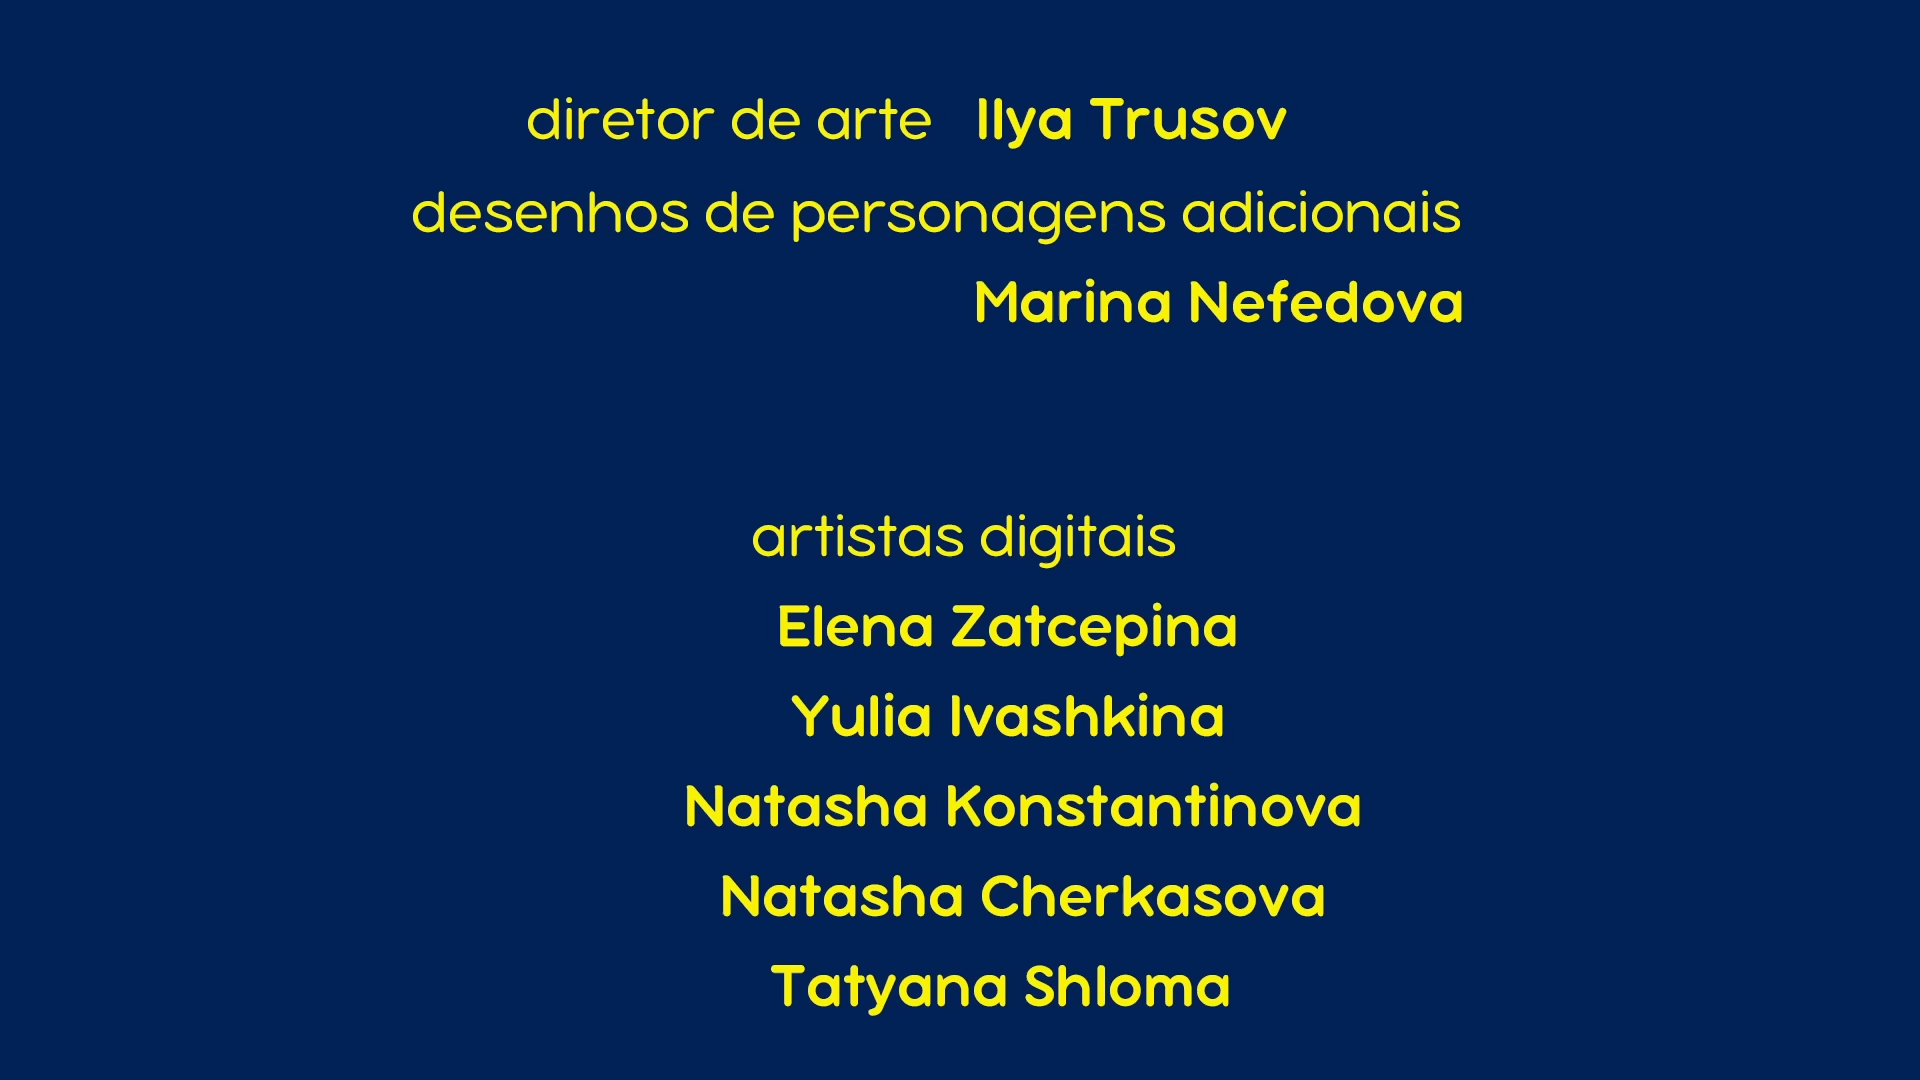 diretor de arte Ilya Trusov
desenhos de personagens adicionais
Marina Nefedova
artistas digitais
Elena Zatcepina
Yulia Ivashkina
Natasha Konstantinova
Natasha Cherkasova
Tatyana Shloma